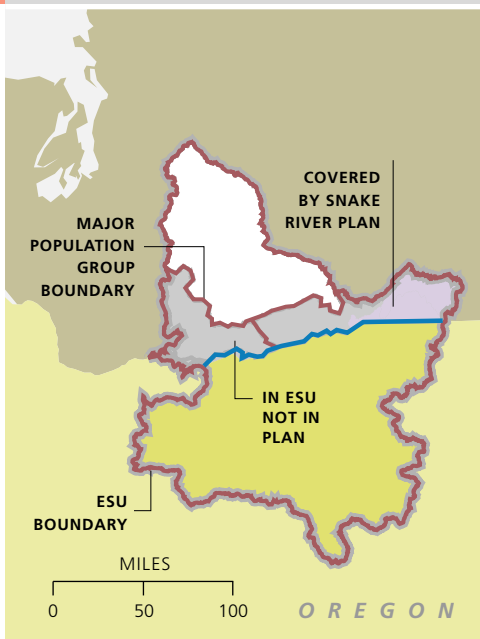 COVERED
BY SNAKE
RIVER PLAN
MAJOR
POPULATION
GROUP
BOUNDARY
IN ESU
NOT IN
PLAN
ESU
BOUNDARY
MILES
0 50 100
OREGON